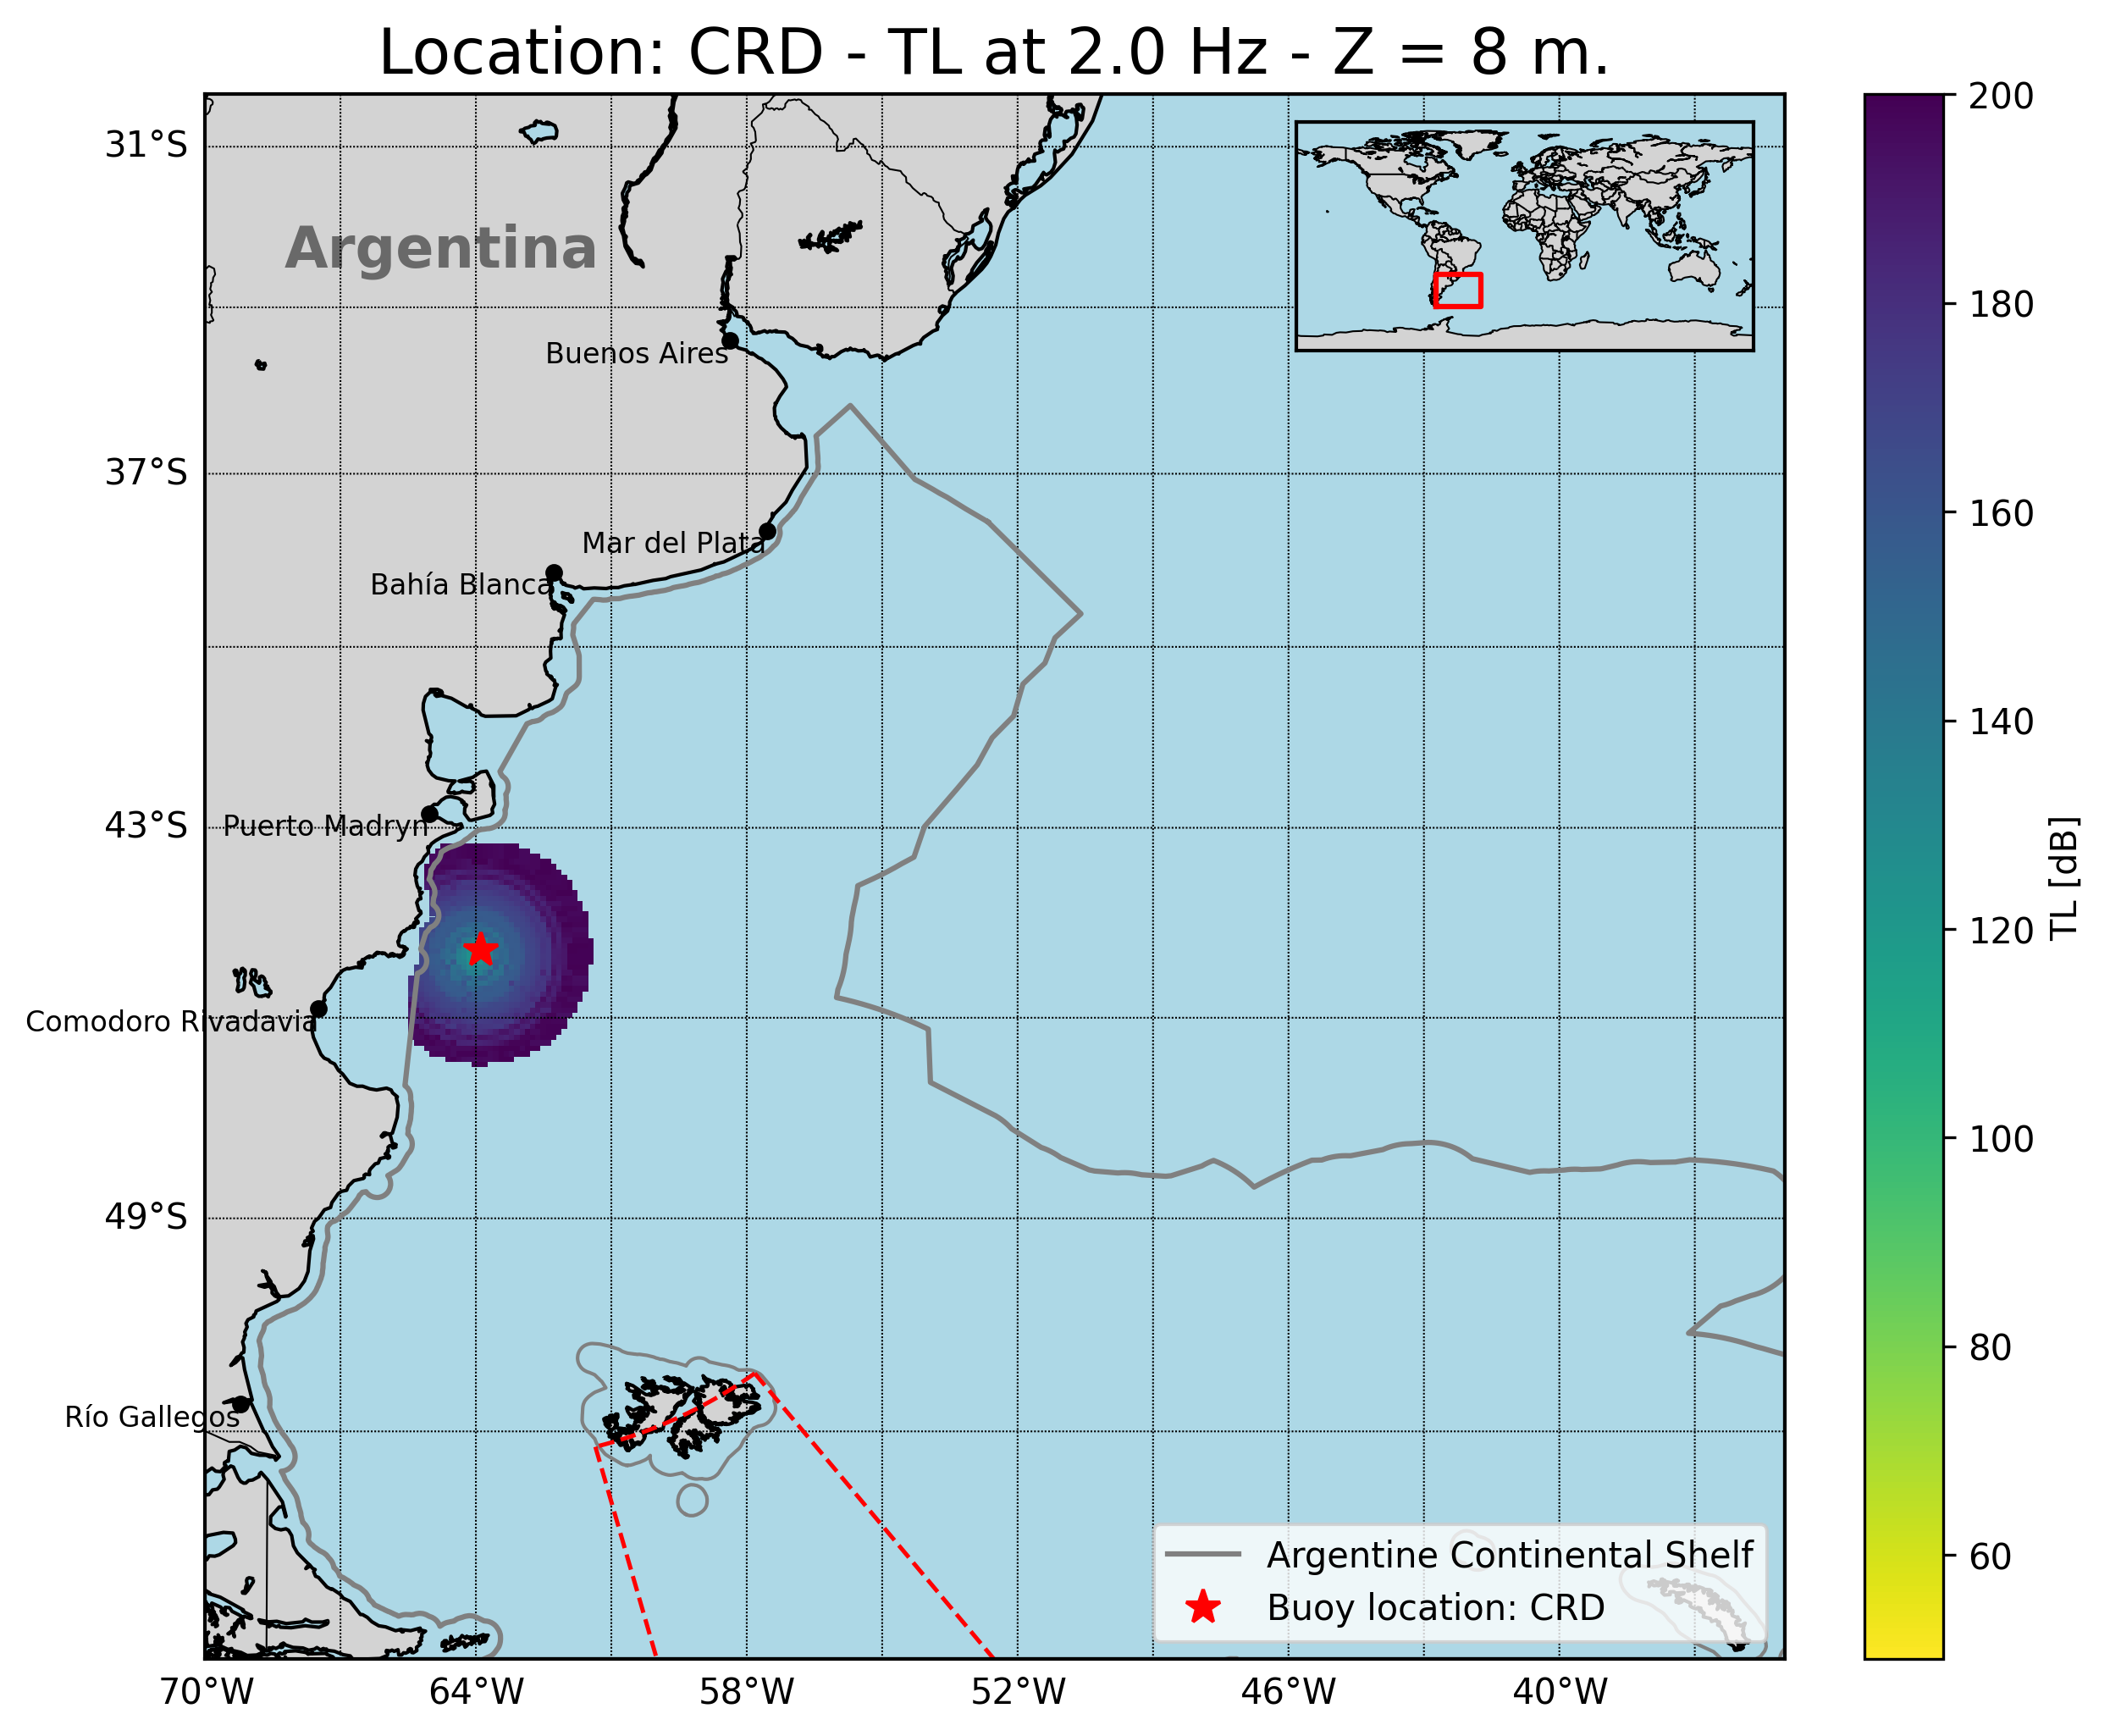 Location: CRD - TL at 2.0 Hz - Z = 8 m.
31°S
37°S
43°S
49°S
70°W
64°W
58°W
52°W
46°W
40°W
Argentina
Buenos Aires
Mar del Plata
Bahía Blanca
Puerto Madryn
Comodoro Rivadavia
Río Gallegos
Argentine Continental Shelf
Buoy location: CRD
200
180
160
140
120
100
80
60
TL [dB]